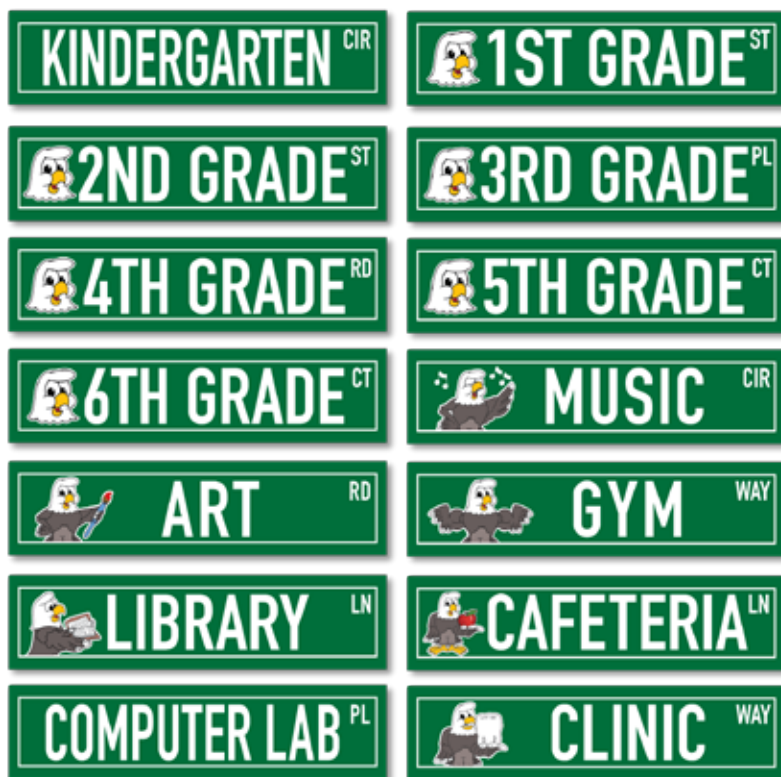 KINDERGARTEN CIR
1ST GRADE ST
2ND GRADE ST
3RD GRADE PL
4TH GRADE RD
5TH GRADE CT
6TH GRADE CT
MUSIC CIR
ART RD
GYM WAY
LIBRARY LN
CAFETERIA LN
COMPUTER LAB PL
CLINIC WAY